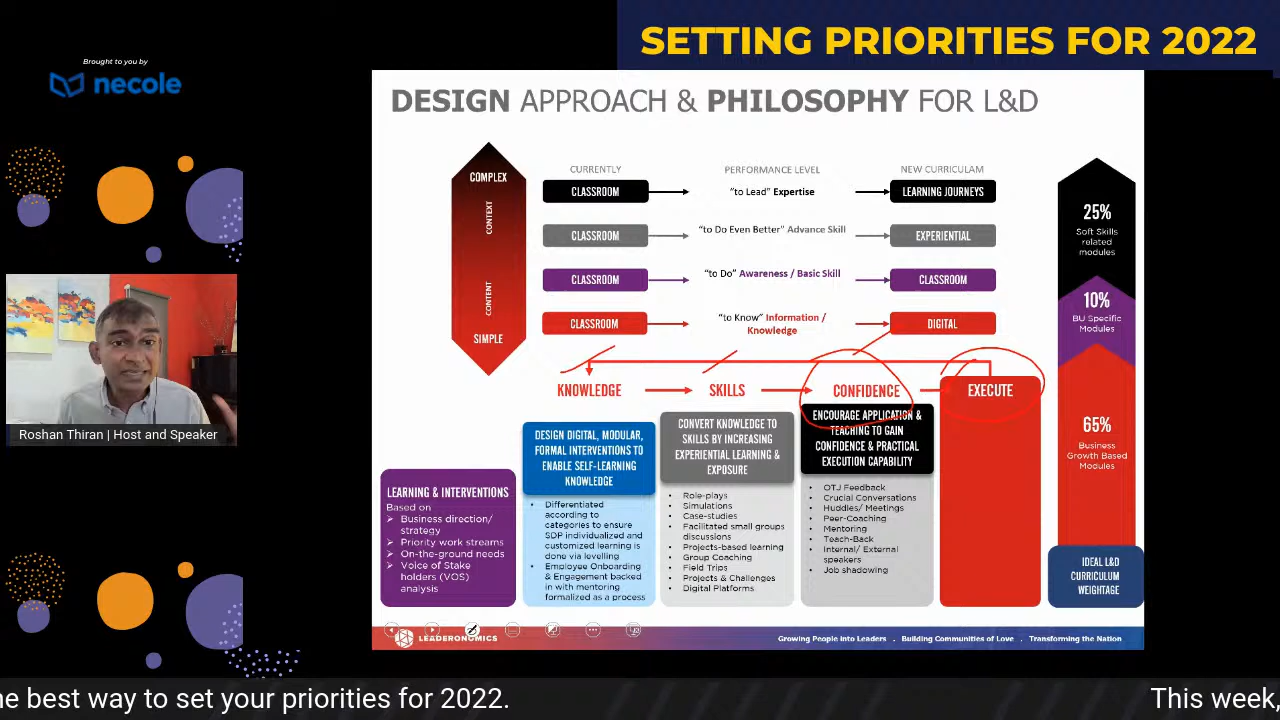 SETTING PRIORITIES FOR 2022
Brought to you by
necole
DESIGN APPROACH & PHILOSOPHY FOR L&D
COMPLEX
CONTEXT
CONTENT
SIMPLE
CURRENTLY
PERFORMANCE LEVEL
NEW CURRICULAM
CLASSROOM
"to Lead" Expertise
LEARNING JOURNEYS
CLASSROOM
"to Do Even Better" Advance Skill
EXPERIENTIAL
CLASSROOM
"to Do" Awareness / Basic Skill
CLASSROOM
CLASSROOM
"to Know" Information /
Knowledge
DIGITAL
25%
Soft Skills
related
modules
10%
BU Specific
Modules
65%
Business
Growth Based
Modules
IDEAL L&D
CURRICULUM
WEIGHTAGE
KNOWLEDGE
SKILLS
CONFIDENCE
EXECUTE
LEARNING & INTERVENTIONS
Based on
Business direction/
strategy
Priority work streams
On-the-ground needs
Voice of Stake
holders (VOS)
analysis
DESIGN DIGITAL, MODULAR,
FORMAL INTERVENTIONS TO
ENABLE SELF-LEARNING
KNOWLEDGE
Differentiated
according to
categories to ensure
SDP individualized and
customized learning is
done via levelling
Employee Onboarding
& Engagement backed
in with mentoring
formalized as a process
CONVERT KNOWLEDGE TO
SKILLS BY INCREASING
EXPERIENTIAL LEARNING &
EXPOSURE
Role-plays
Simulations
Case-studies
Facilitated small groups
discussions
Projects-based learning
Group Coaching
Field Trips
Projects & Challenges
Digital Platforms
ENCOURAGE APPLICATION &
TEACHING TO GAIN
CONFIDENCE & PRACTICAL
EXECUTION CAPABILITY
OTJ Feedback
Crucial Conversations
Huddles/ Meetings
Peer-Coaching
Mentoring
Teach-Back
Internal/ External
speakers
Job shadowing
LEADERONOMICS
Growing People into Leaders . Building Communities of Love . Transforming the Nation
Roshan Thiran | Host and Speaker
he best way to set your priorities for 2022.
This week,